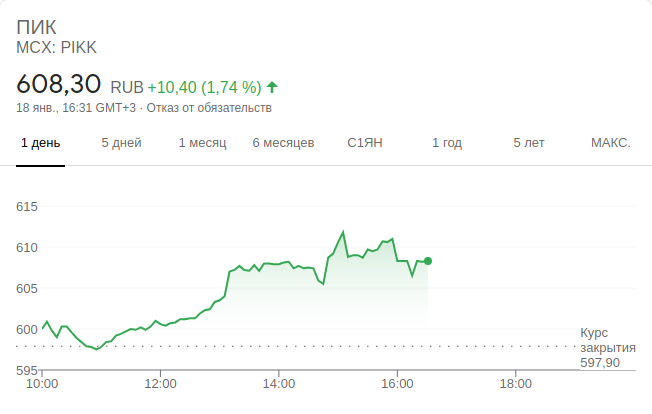 ПИК
MCX: PIKK
608,30 RUB +10,40 (1,74 %)
18 янв., 16:31 GMT+3 · Отказ от обязательств
1 день 5 дней 1 месяц 6 месяцев С1ЯН 1 год 5 лет МАКС.
615
610
605
600
Курс
закрытия
597,90
595
10:00 12:00 14:00 16:00 18:00